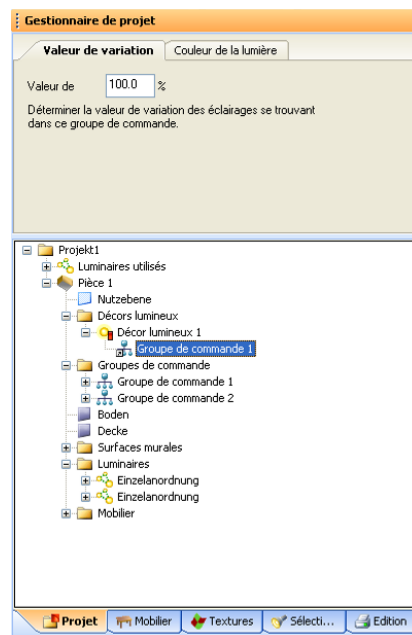 Gestionnaire de projet
Valeur de variation Couleur de la lumière
Valeur de 100.0 %
Déterminer la valeur de variation des éclairages se trouvant
dans ce groupe de commande.
Projekt1
Luminaires utilisés
Pièce 1
Nutzebene
Décors lumineux
Décor lumineux 1
Groupe de commande 1
Groupes de commande
Groupe de commande 1
Groupe de commande 2
Boden
Decke
Surfaces murales
Luminaires
Einzelanordnung
Einzelanordnung
Mobilier
Projet Mobilier Textures Sélecti... Edition